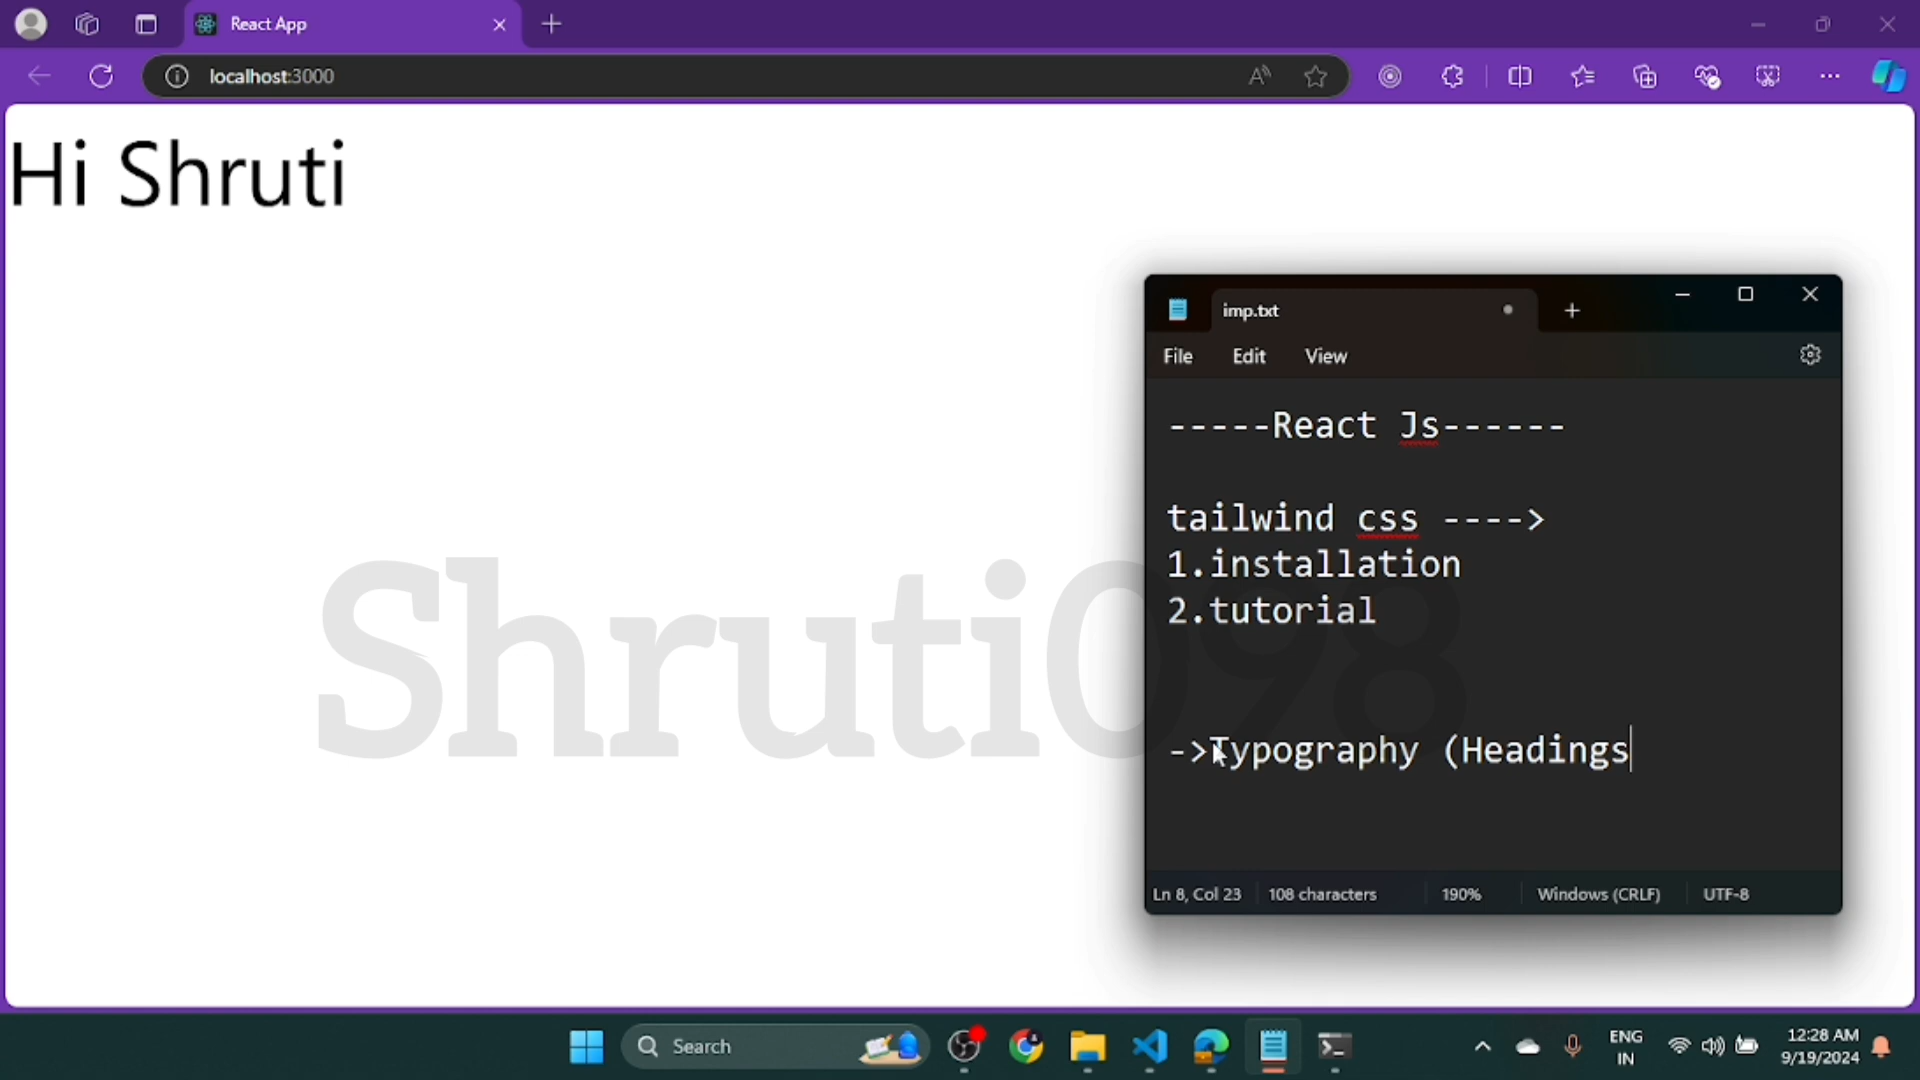 React App
localhost:3000
Hi Shruti
imp.txt
File Edit View
-----React Js------
tailwind css ---->
1.installation
2.tutorial
->Typography (Headings
Shruti098
Ln 8, Col 23 108 characters 190% Windows (CRLF) UTF-8
Search
ENG
IN
12:28 AM
9/19/2024